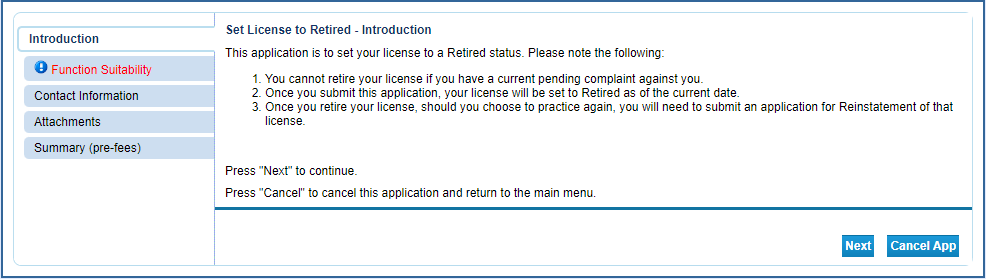 Introduction
Function Suitability
Contact Information
Attachments
Summary (pre-fees)
Set License to Retired - Introduction
This application is to set your license to a Retired status. Please note the following:
1. You cannot retire your license if you have a current pending complaint against you.
2. Once you submit this application, your license will be set to Retired as of the current date.
3. Once you retire your license, should you choose to practice again, you will need to submit an application for Reinstatement of that
license.
Press "Next" to continue.
Press "Cancel" to cancel this application and return to the main menu.
Next
Cancel App